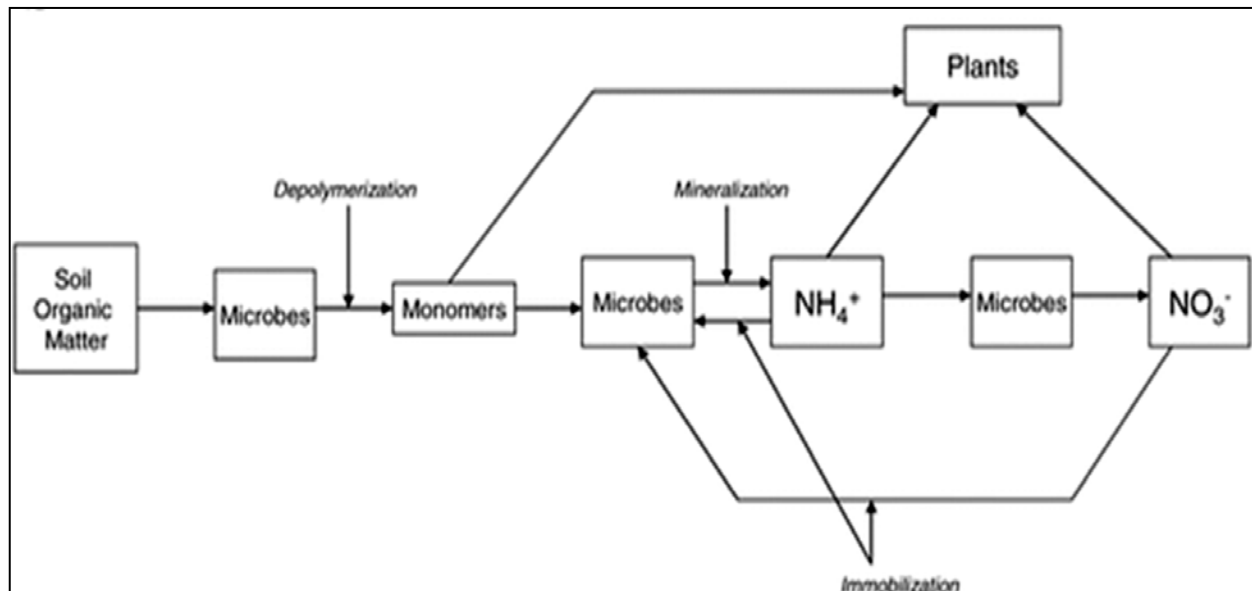 Plants
Depolymerization
Mineralization
Soil
Organic
Matter
Microbes
Monomers
Microbes
NH₄⁺
Microbes
NO₃⁻
Immobilization